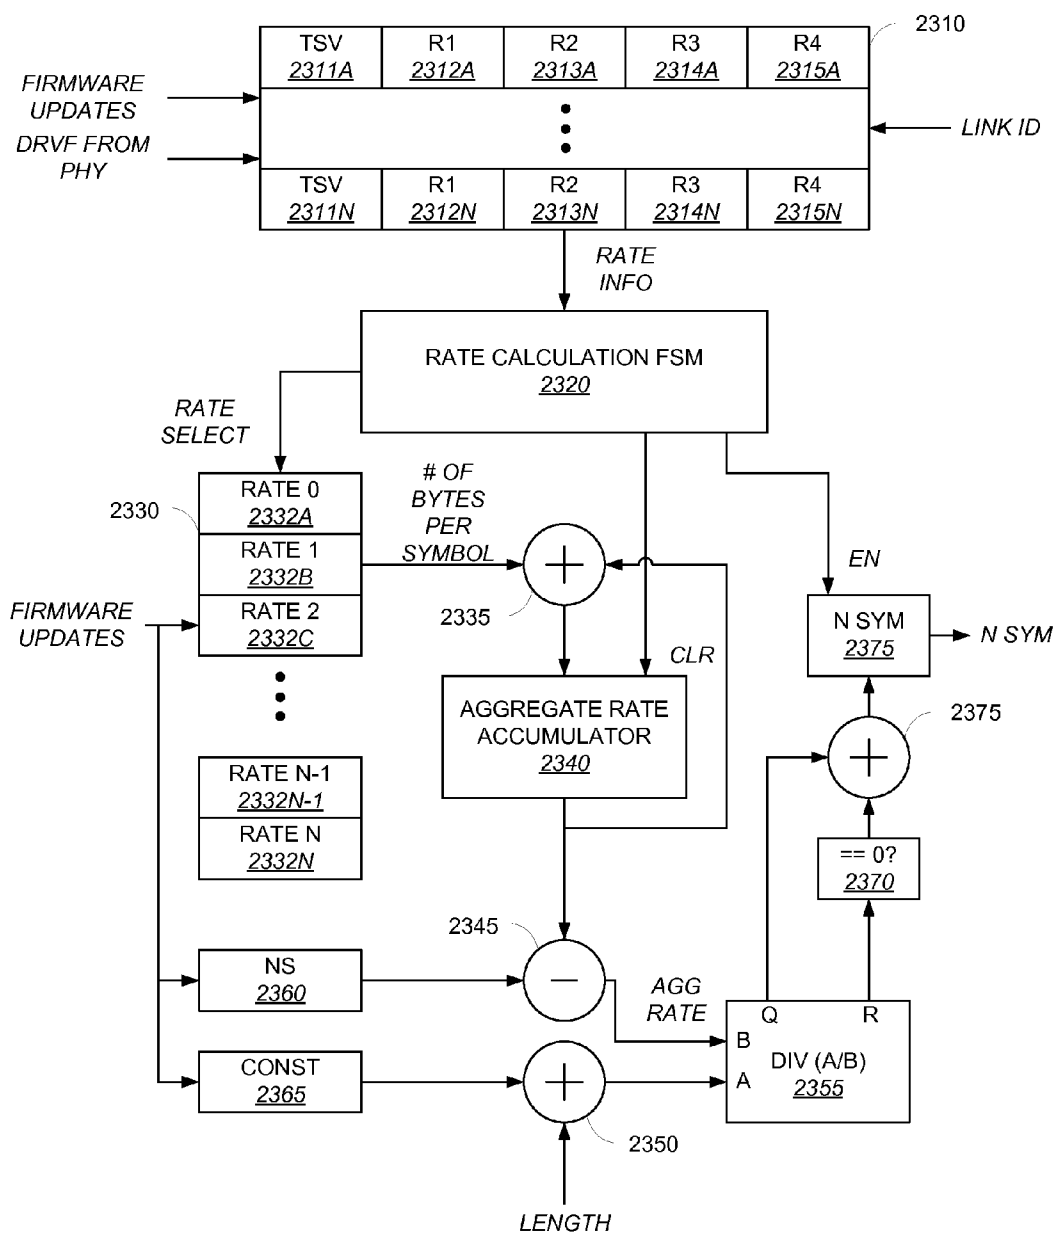 2310
TSV R1 R2 R3 R4
2311A 2312A 2313A 2314A 2315A
FIRMWARE
UPDATES
DRVF FROM
PHY
LINK ID
TSV R1 R2 R3 R4
2311N 2312N 2313N 2314N 2315N
RATE
INFO
RATE CALCULATION FSM
2320
RATE
SELECT
# OF
BYTES
PER
SYMBOL
2330
RATE 0
2332A
RATE 1
2332B
RATE 2
2332C
FIRMWARE
UPDATES
2335
EN
N SYM
2375
N SYM
CLR
AGGREGATE RATE
ACCUMULATOR
2340
2375
RATE N-1
2332N-1
RATE N
2332N
== 0?
2370
2345
NS
2360
AGG
RATE
Q R
B
A
DIV (A/B)
2355
CONST
2365
2350
LENGTH